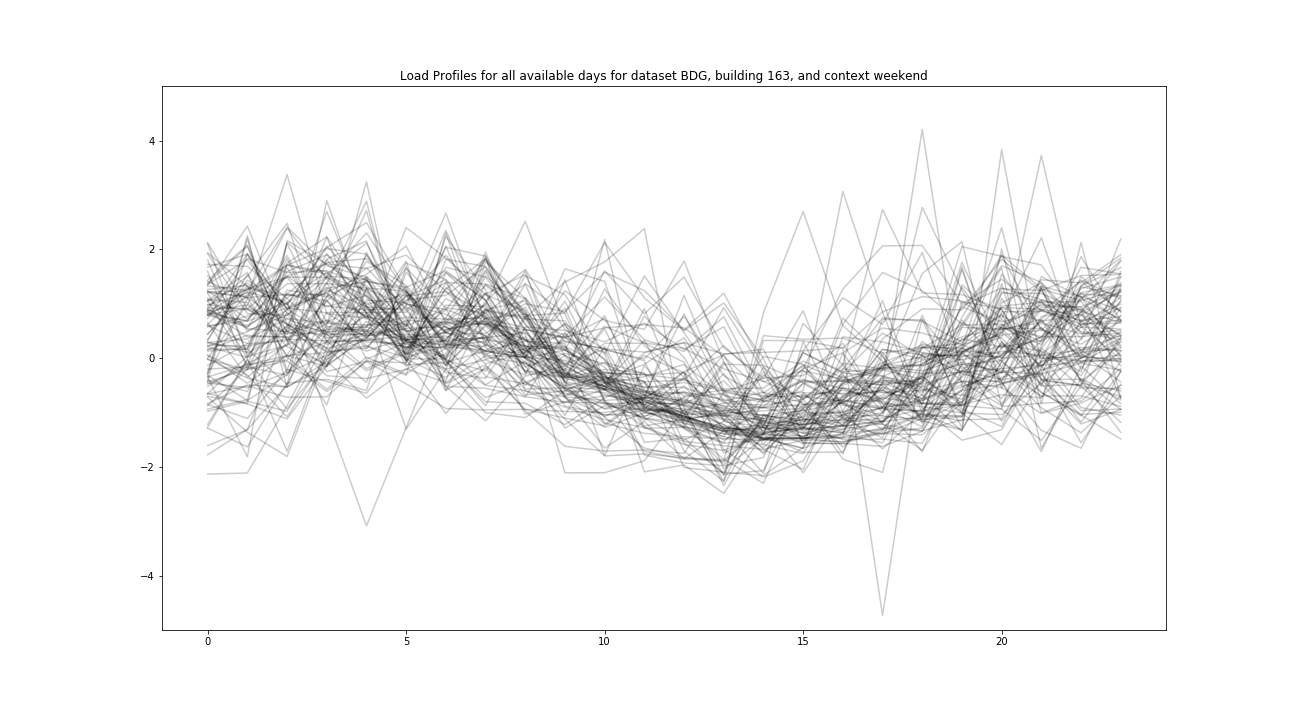 Load Profiles for all available days for dataset BDG, building 163, and context weekend
4
2
0
−2
−4
0 5 10 15 20